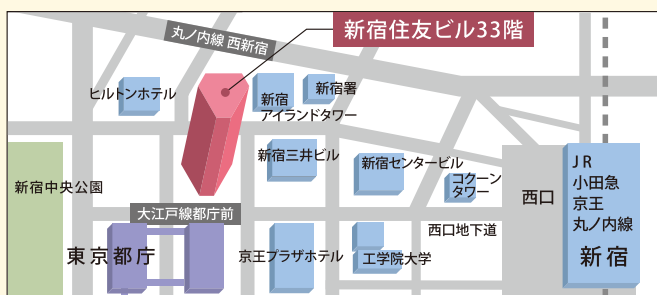 丸ノ内線 西新宿
新宿住友ビル33階
ヒルトンホテル
新宿
アイランドタワー
新宿署
新宿三井ビル
新宿センタービル
コクーン
タワー
新宿中央公園
大江戸線都庁前
西口
西口地下道
JR
小田急
京王
丸ノ内線
新宿
東京都庁
京王プラザホテル
工学院大学